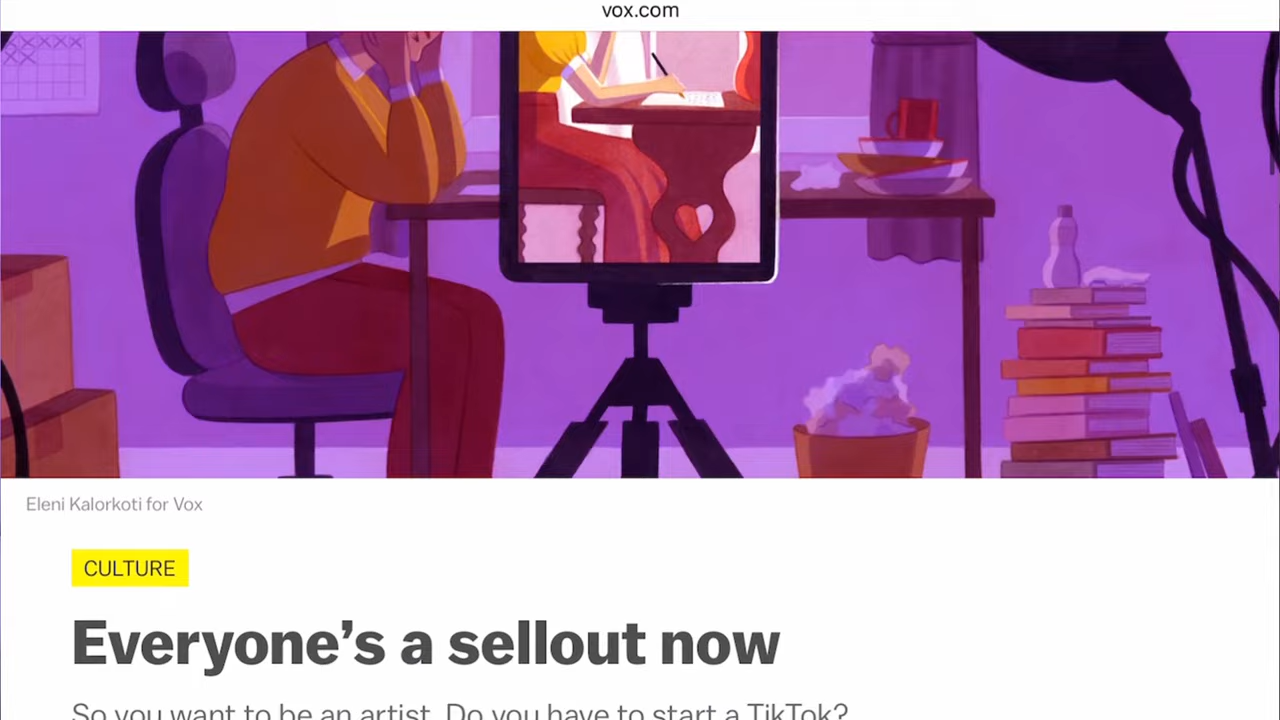 vox.com
Eleni Kalorkoti for Vox
CULTURE
Everyone’s a sellout now
So you want to be an artist. Do you have to start a TikTok?